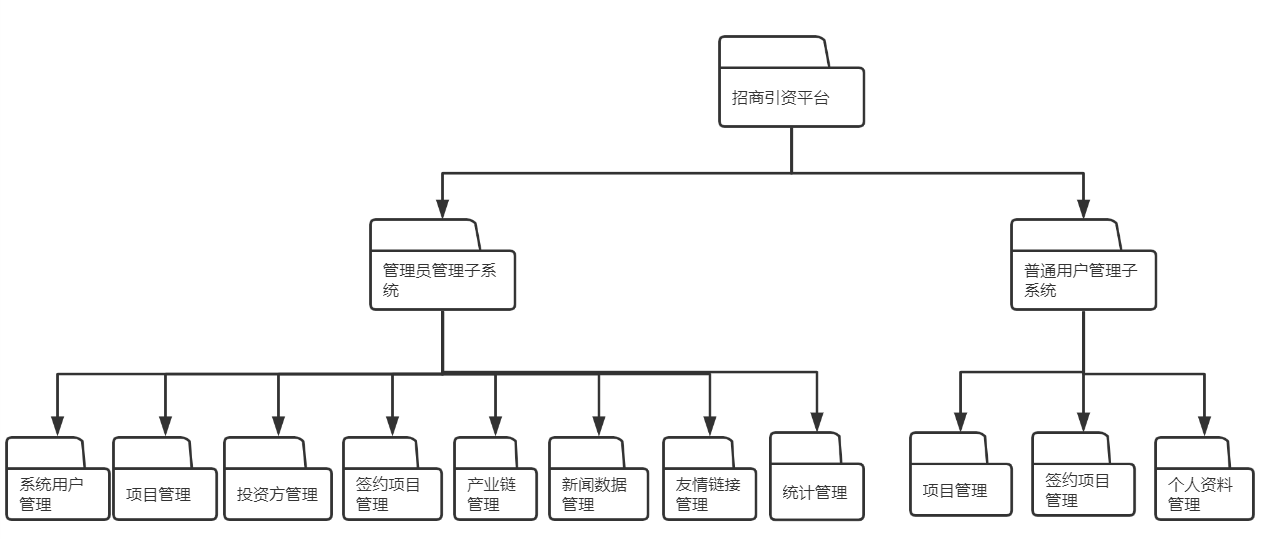 招商引资平台
管理员管理子系
统
普通用户管理子
系统
系统用户
管理
项目管理
投资方管理
签约项目
管理
产业链
管理
新闻数据
管理
友情链接
管理
统计管理
项目管理
签约项目
管理
个人资料
管理